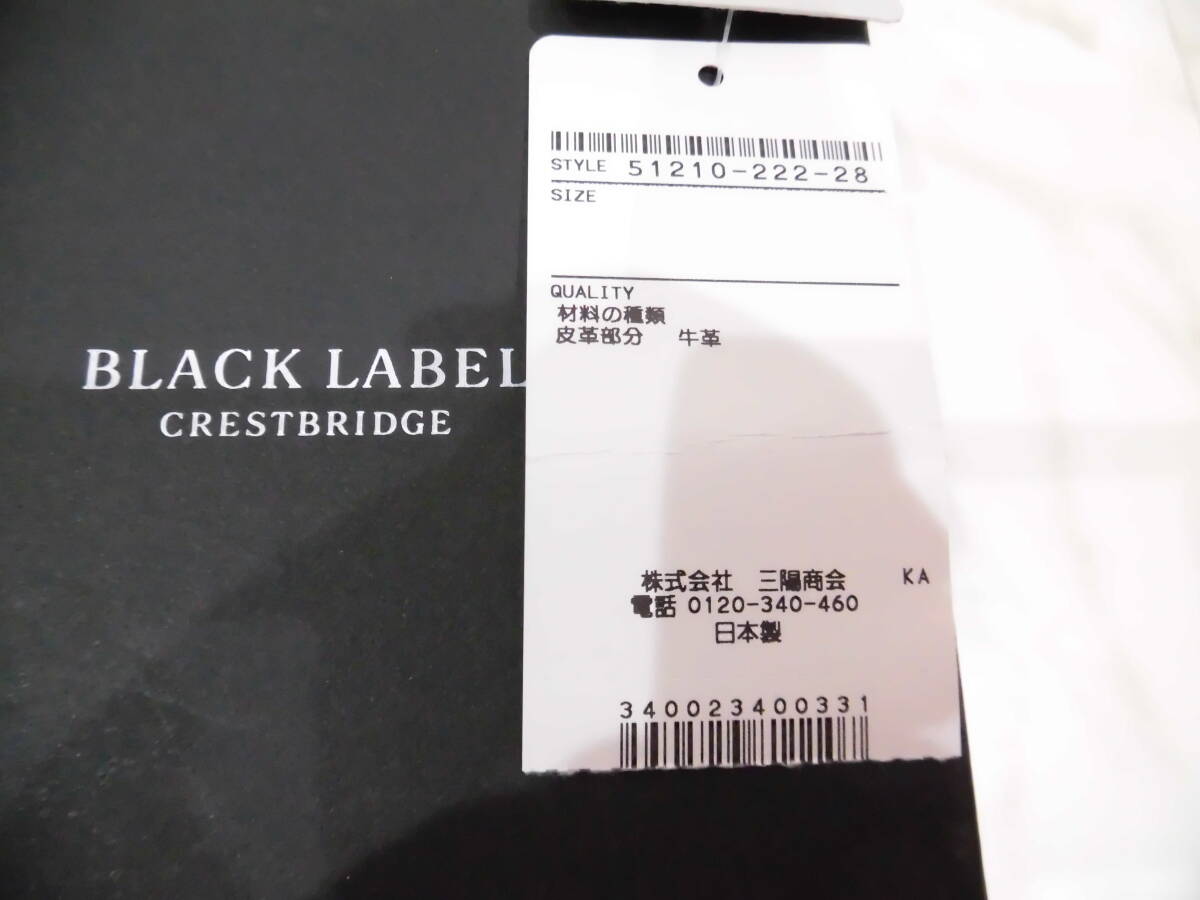 BLACK LABEL
CRESTBRIDGE
STYLE 51210-222-28
SIZE
QUALITY
材料の種類
皮革部分 牛革
株式会社 三陽商会 KA
電話 0120-340-460
日本製
340023400331